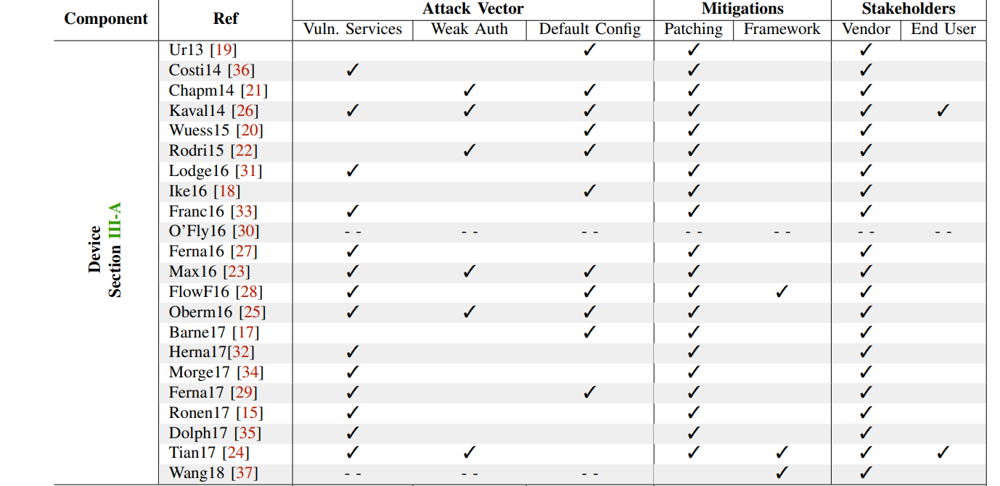 Component Ref Attack Vector Mitigations Stakeholders
Vuln. Services Weak Auth Default Config Patching Framework Vendor End User
Device
Section III-A
Ur13 [19] ✓ ✓ ✓
Costi14 [36] ✓ ✓ ✓
Chapm14 [21] ✓ ✓ ✓ ✓
Kaval14 [26] ✓ ✓ ✓ ✓ ✓ ✓
Wuess15 [20] ✓ ✓ ✓
Rodri15 [22] ✓ ✓ ✓ ✓
Lodge16 [31] ✓ ✓ ✓
Ike16 [18] ✓ ✓ ✓
Franc16 [33] ✓ ✓ ✓
O'Fly16 [30] - - - - - - - - - - - - - -
Ferna16 [27] ✓ ✓ ✓
Max16 [23] ✓ ✓ ✓ ✓ ✓
FlowF16 [28] ✓ ✓ ✓ ✓ ✓
Oberm16 [25] ✓ ✓ ✓ ✓ ✓
Barne17 [17] ✓ ✓ ✓
Herna17[32] ✓ ✓ ✓
Morge17 [34] ✓ ✓ ✓
Ferna17 [29] ✓ ✓ ✓ ✓
Ronen17 [15] ✓ ✓ ✓
Dolph17 [35] ✓ ✓ ✓
Tian17 [24] ✓ ✓ ✓ ✓ ✓ ✓
Wang18 [37] - - - - - - ✓ ✓